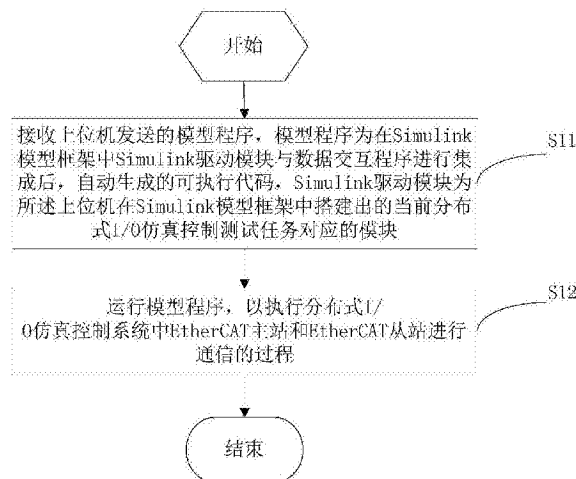 开始
接收上位机发送的模型程序，模型程序为在Simulink
模型框架中Simulink驱动模块与数据交互程序进行集
成后，自动生成的可执行代码，Simulink驱动模块为
所述上位机在Simulink模型框架中搭建出的当前分布
式I/O仿真控制测试任务对应的模块
S11
运行模型程序，以执行分布式I/
O仿真控制系统中EtherCAT主站和EtherCAT从站进行
通信的过程
S12
结束